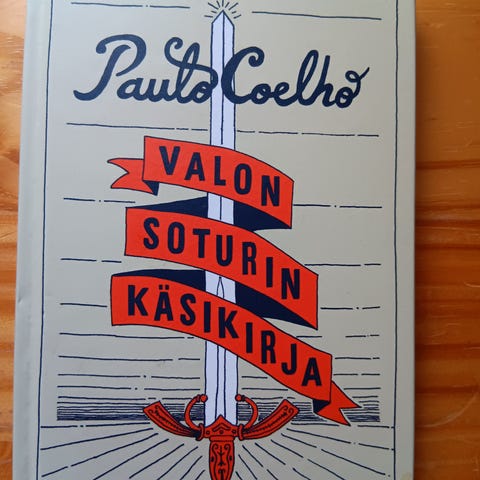 Paulo Coelho
VALON
SOTURIN
KÄSIKIRJA